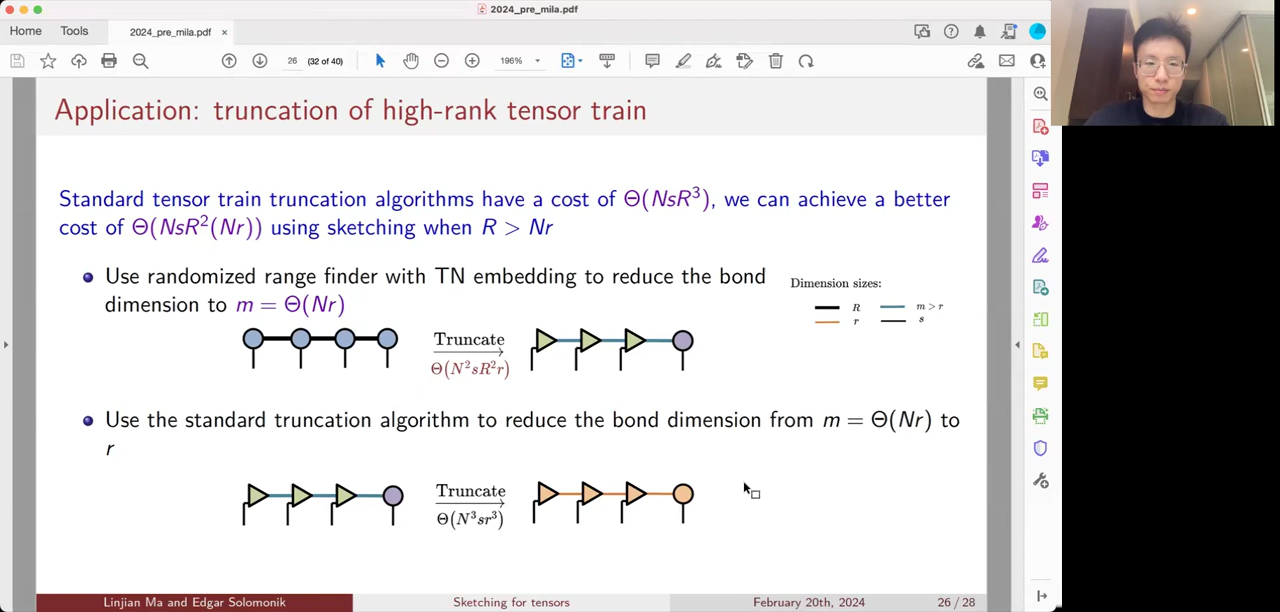 2024_pre_mila.pdf
Home Tools 2024_pre_mila.pdf ×
26 (32 of 40) 196%
Application: truncation of high-rank tensor train
Standard tensor train truncation algorithms have a cost of Θ(NsR³), we can achieve a better
cost of Θ(NsR²(Nr)) using sketching when R > Nr
Use randomized range finder with TN embedding to reduce the bond
dimension to m = Θ(Nr)
Dimension sizes:
R m > r
r s
Truncate
Θ(N²sR²r)
Use the standard truncation algorithm to reduce the bond dimension from m = Θ(Nr) to
r
Truncate
Θ(N³sr³)
Linjian Ma and Edgar Solomonik Sketching for tensors February 20th, 2024 26 / 28